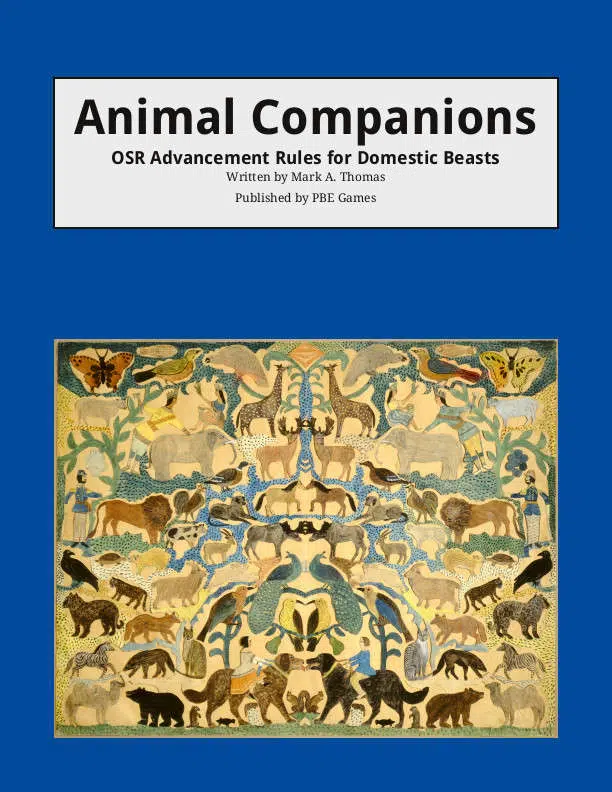 Animal Companions
OSR Advancement Rules for Domestic Beasts
Written by Mark A. Thomas
Published by PBE Games